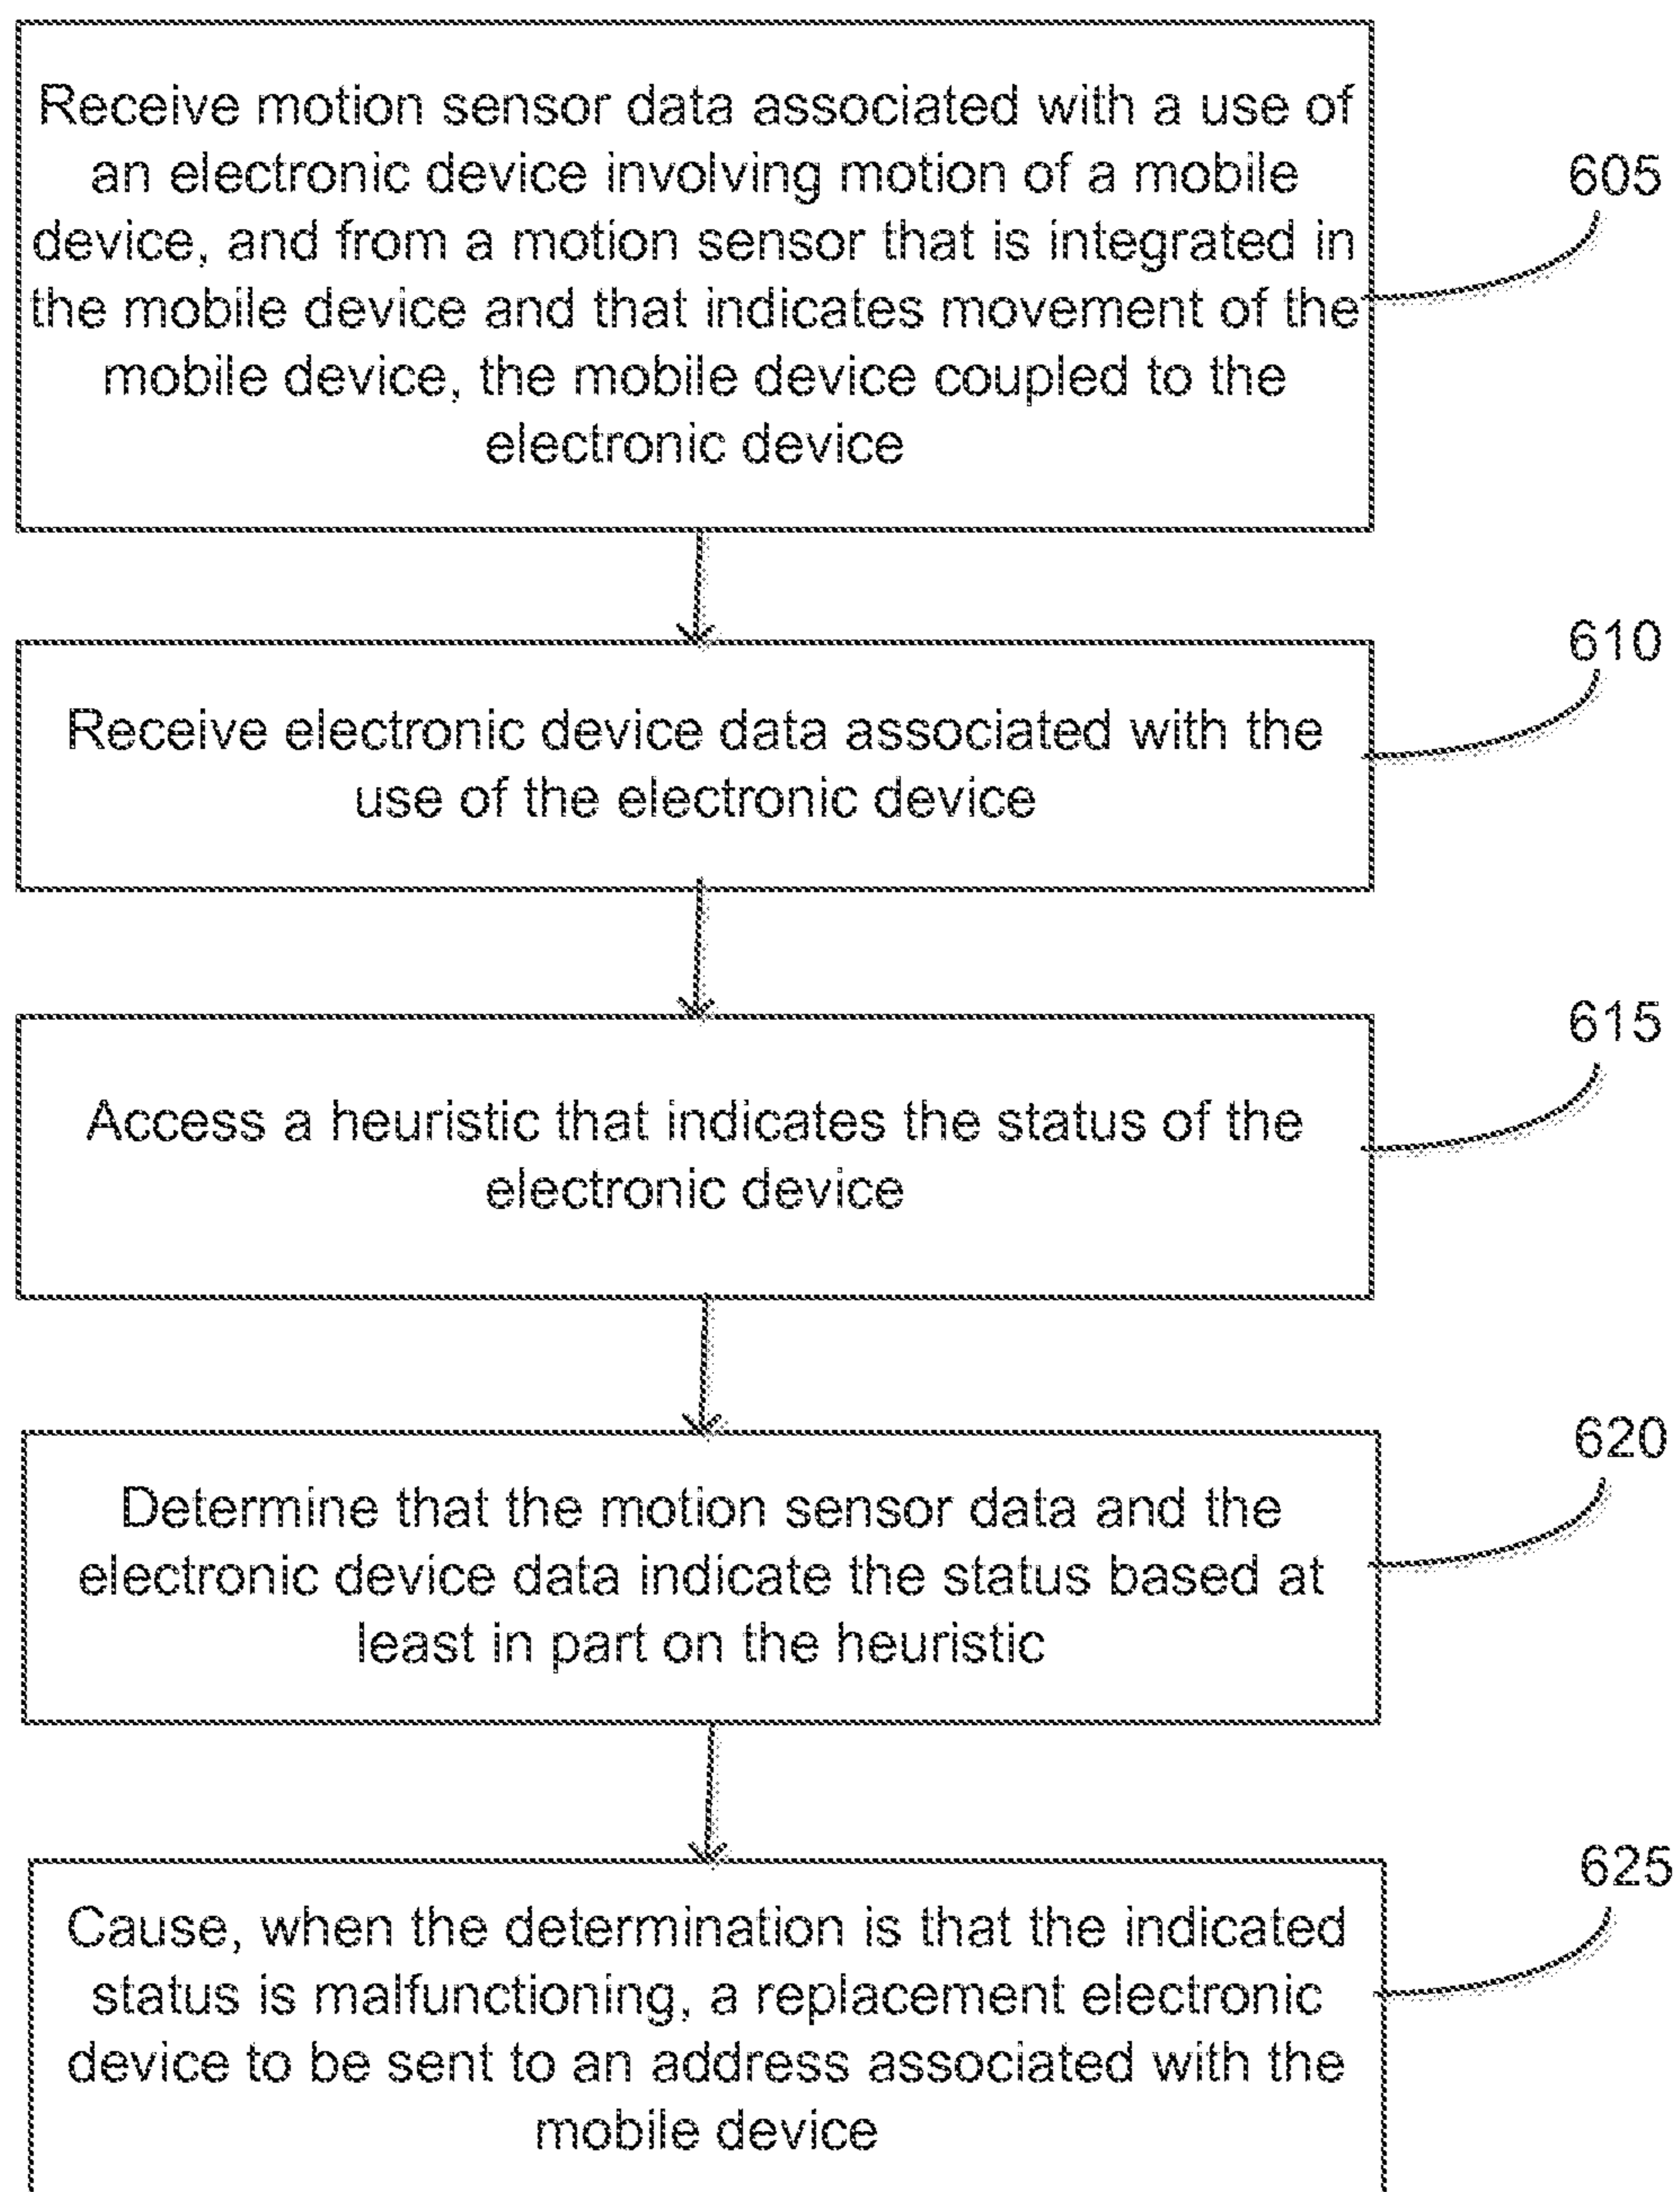 Receive motion sensor data associated with a use of
an electronic device involving motion of a mobile
device, and from a motion sensor that is integrated in
the mobile device and that indicates movement of the
mobile device, the mobile device coupled to the
electronic device
605
610
Receive electronic device data associated with the
use of the electronic device
615
Access a heuristic that indicates the status of the
electronic device
620
Determine that the motion sensor data and the
electronic device data indicate the status based at
least in part on the heuristic
625
Cause, when the determination is that the indicated
status is malfunctioning, a replacement electronic
device to be sent to an address associated with the
mobile device